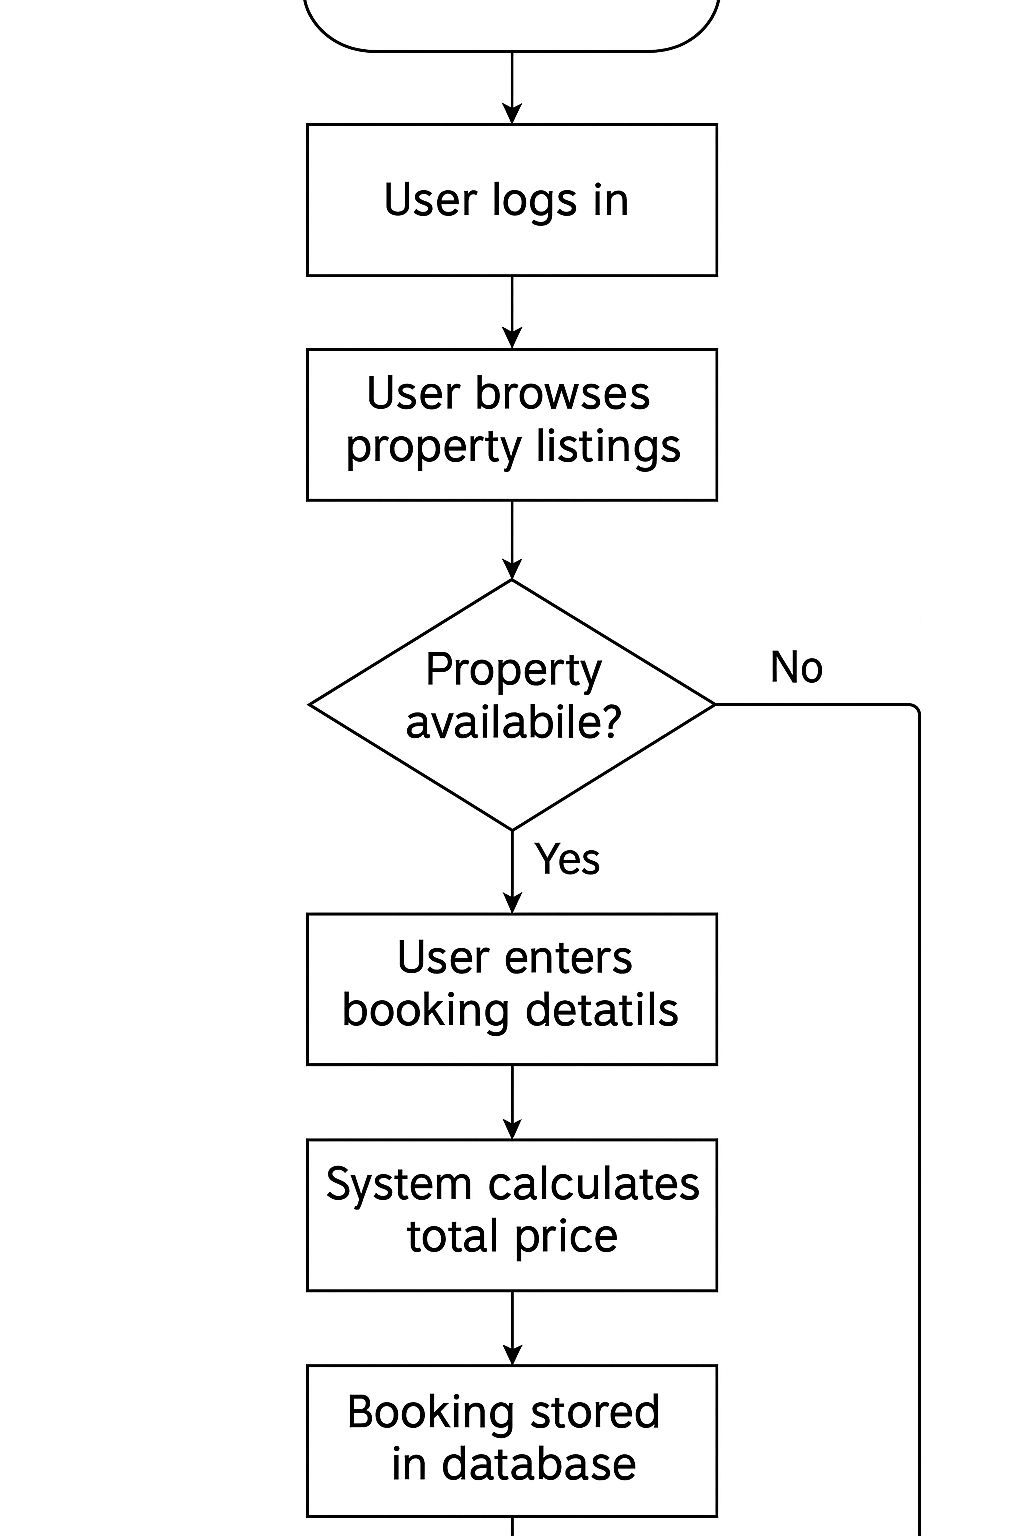 User logs in
User browses
property listings
Property
availabile?
No
Yes
User enters
booking detatils
System calculates
total price
Booking stored
in database